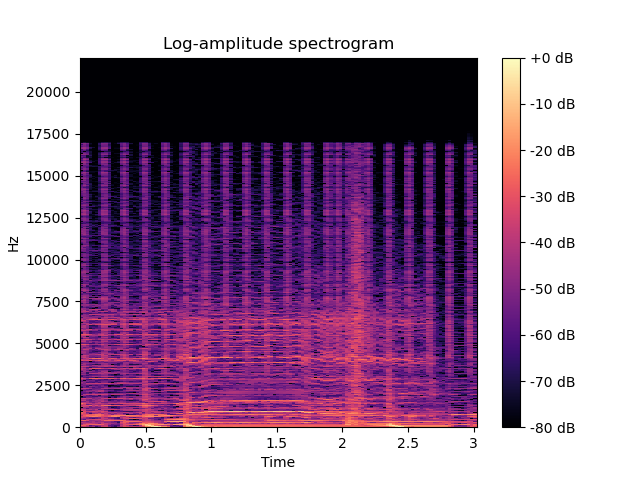 Log-amplitude spectrogram
Hz
20000
17500
15000
12500
10000
7500
5000
2500
0
0 0.5 1 1.5 2 2.5 3
Time
+0 dB
-10 dB
-20 dB
-30 dB
-40 dB
-50 dB
-60 dB
-70 dB
-80 dB